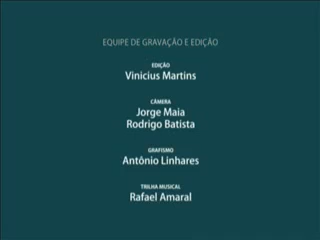 EQUIPE DE GRAVAÇÃO E EDIÇÃO
EDIÇÃO
Vinicius Martins
CÂMERA
Jorge Maia
Rodrigo Batista
GRAFISMO
Antônio Linhares
TRILHA MUSICAL
Rafael Amaral